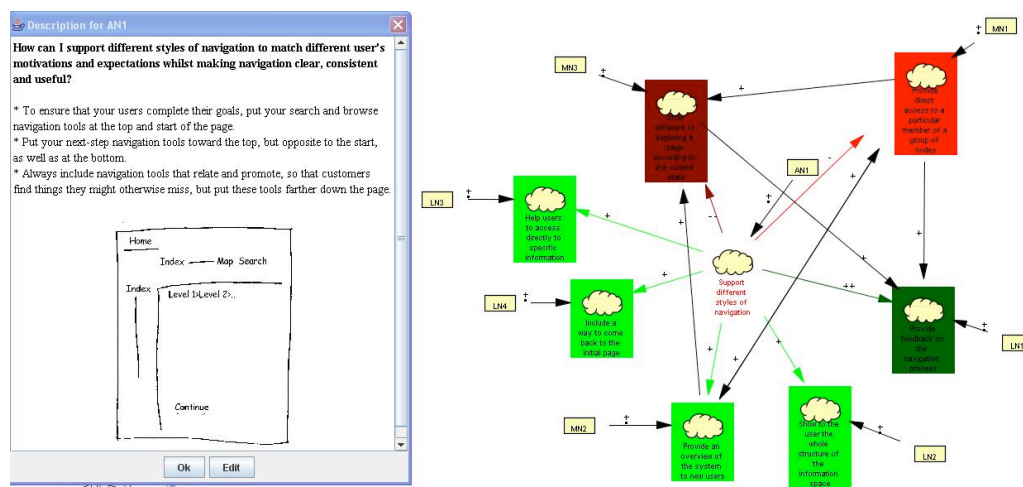 Description for AN1
How can I support different styles of navigation to match different user's
motivations and expectations whilst making navigation clear, consistent
and useful?
* To ensure that your users complete their goals, put your search and browse
navigation tools at the top and start of the page.
* Put your next-step navigation tools toward the top, but opposite to the start,
as well as at the bottom.
* Always include navigation tools that relate and promote, so that customers
find things they might otherwise miss, but put these tools farther down the page.
Home
Index Map Search
Index
Level 1>Level 2>..
Continue
Ok Edit
MN1
+
MN3
+
+
Provide
direct
access to a
particular
member of a
group of
nodes
different of
exploring a
page
according to
the current
state
AN1
+
-
+
LN3
+
Help users
to access
directly to
specific
information
+
+
--
+
Support
different
styles of
navigation
+
++
LN4
+
Include a
way to come
back to the
initial page
+
Provide
feedback on
the
navigation
process
+
LN1
+
+
+
MN2
+
Provide an
overview of
the system
to new users
Show to the
user the
whole
structure of
the
information
space
+
LN2